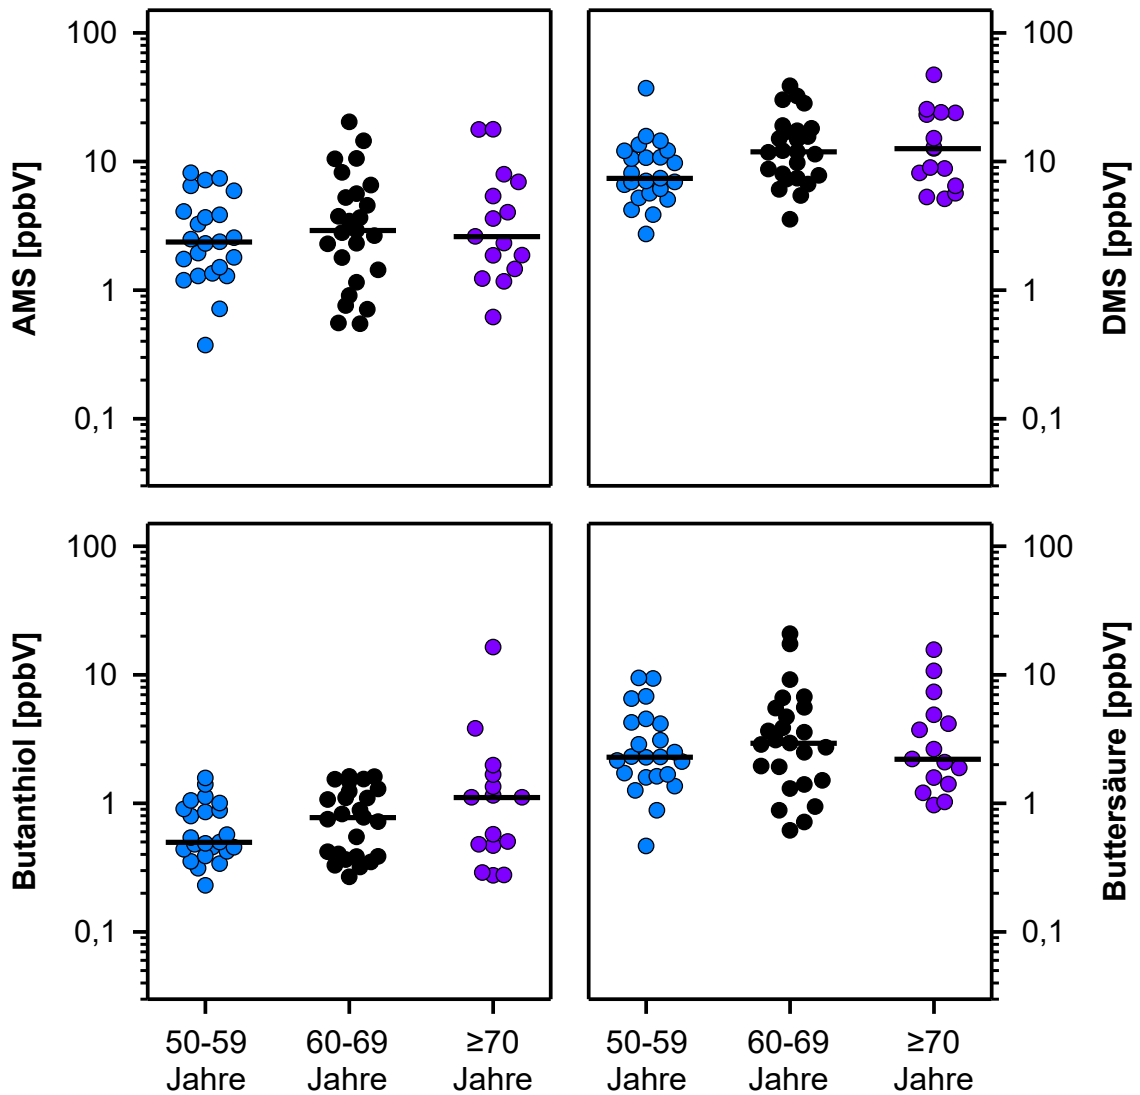 100
10
1
0,1
AMS [ppbV]
100
10
1
0,1
DMS [ppbV]
100
10
1
0,1
Butanthiol [ppbV]
100
10
1
0,1
Buttersäure [ppbV]
50-59 60-69 ≥70
Jahre Jahre Jahre
50-59 60-69 ≥70
Jahre Jahre Jahre